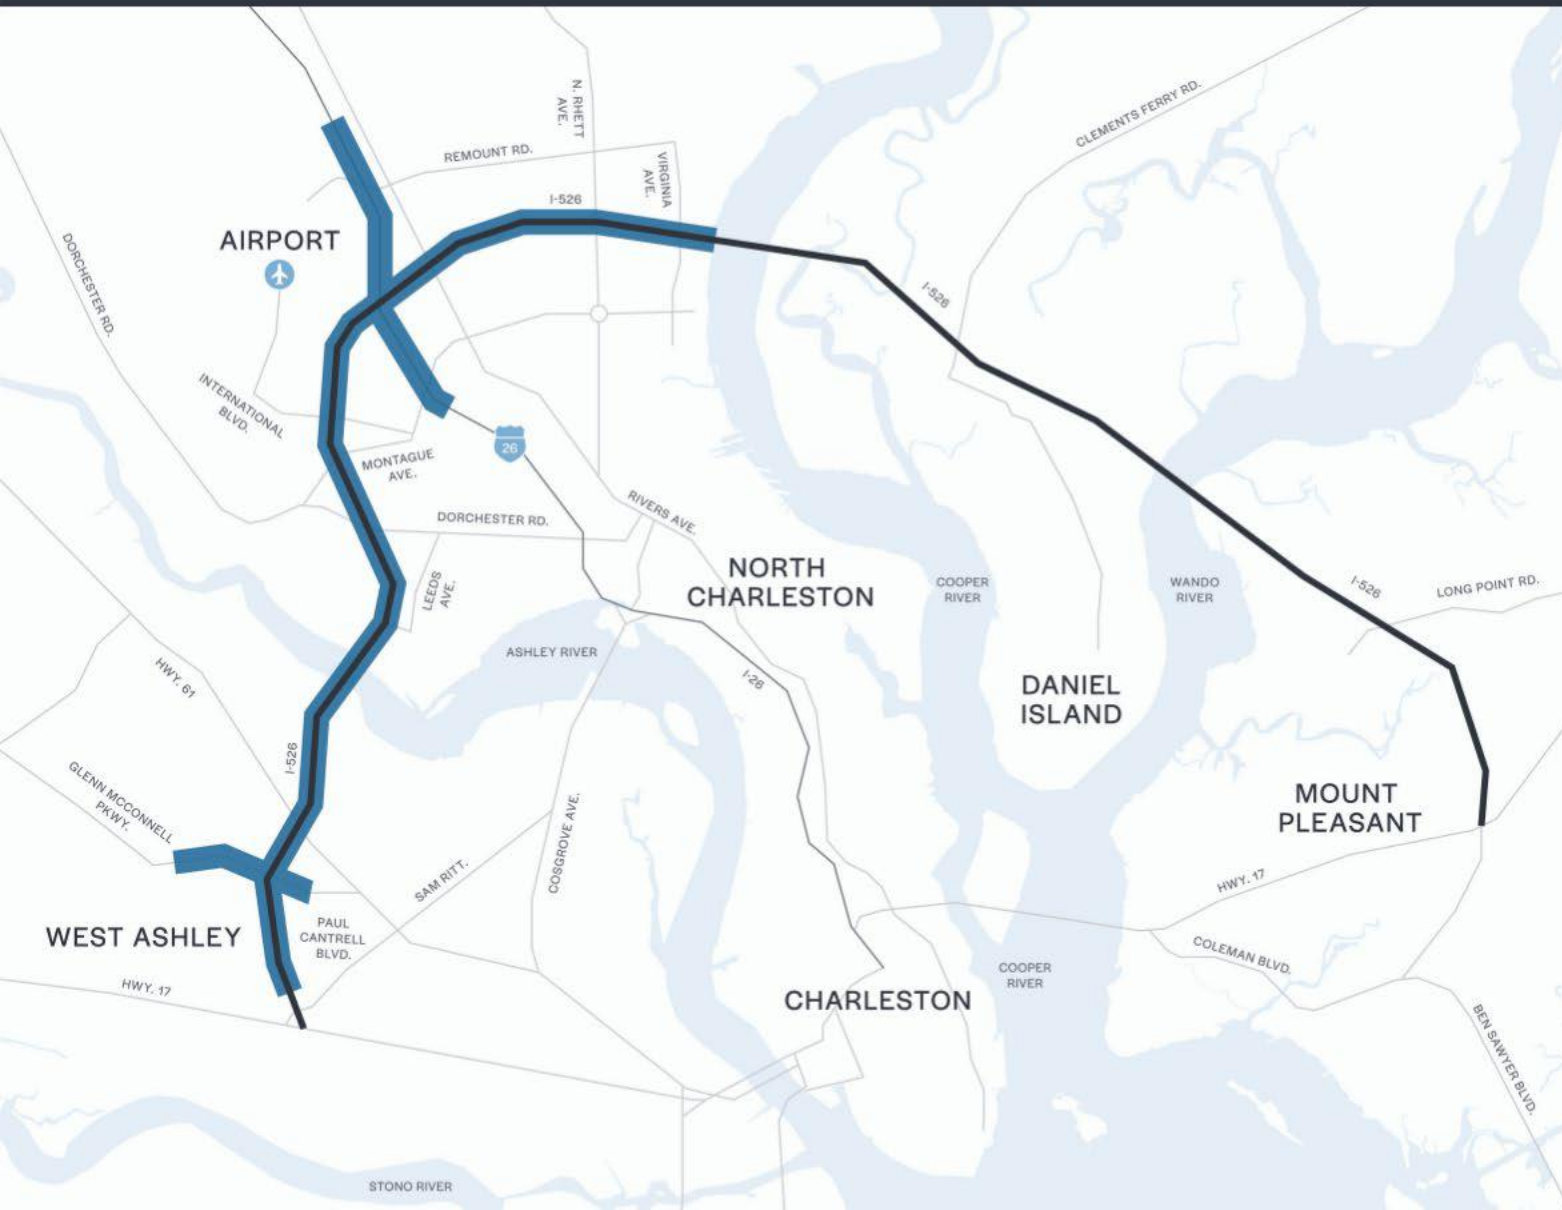 N. RHETT
AVE.
CLEMENTS FERRY RD.
REMOUNT RD.
VIRGINIA
AVE.
I-526
AIRPORT
DORCHESTER RD.
I-526
INTERNATIONAL
BLVD.
26
MONTAGUE
AVE.
RIVERS AVE.
DORCHESTER RD.
NORTH
CHARLESTON
LEEDS
AVE.
COOPER
RIVER
WANDO
RIVER
I-526
LONG POINT RD.
ASHLEY RIVER
HWY. 61
I-26
DANIEL
ISLAND
I-526
GLENN MCCONNELL
PKWY.
MOUNT
PLEASANT
COSGROVE AVE.
SAM RITT.
HWY. 17
WEST ASHLEY
PAUL
CANTRELL
BLVD.
COLEMAN BLVD.
HWY. 17
COOPER
RIVER
CHARLESTON
BEN SAWYER BLVD.
STONO RIVER